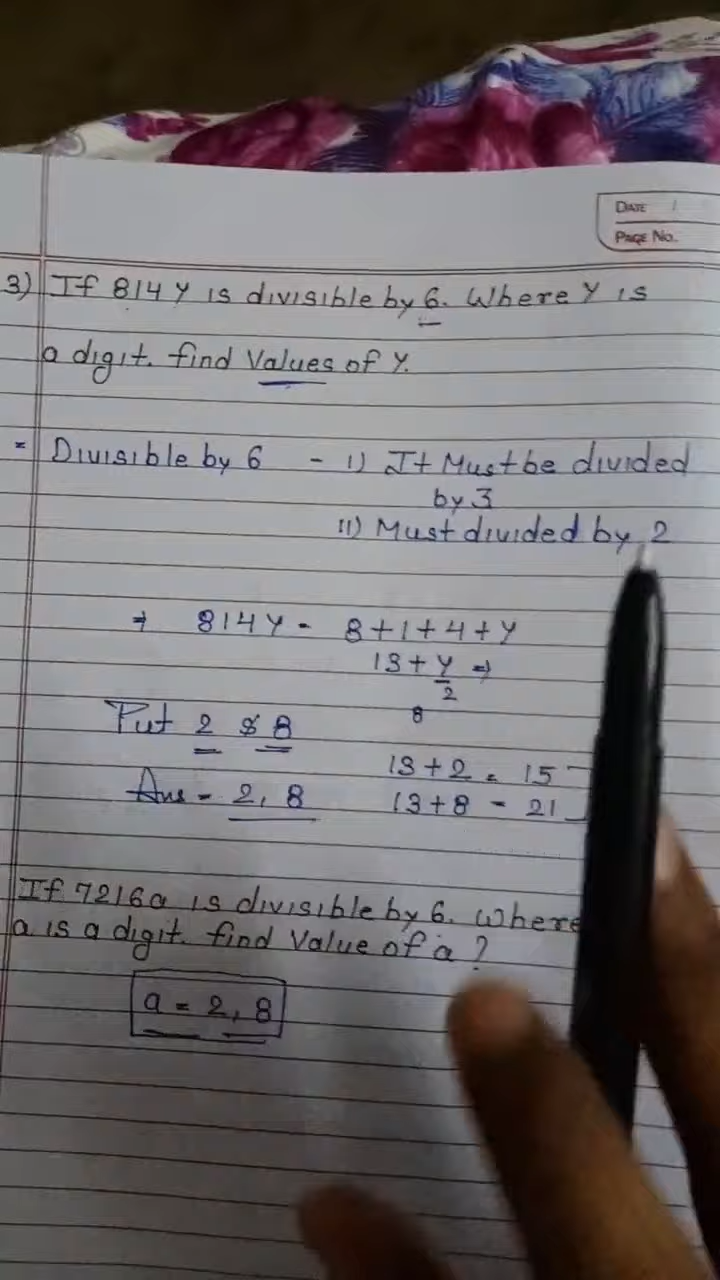 DATE /
PAGE No.
3) If 814Y is divisible by 6. Where Y is
a digit. find Values of Y.
= Divisible by 6 - i) It Must be divided
by 3
ii) Must divided by 2
⇒ 814Y - 8+1+4+Y
13+Y ⇒
2
8
Put 2 & 8
13+2 = 15
Ans - 2, 8 13+8 - 21
If 7216a is divisible by 6. Where
a is a digit. find Value of a?
a = 2, 8